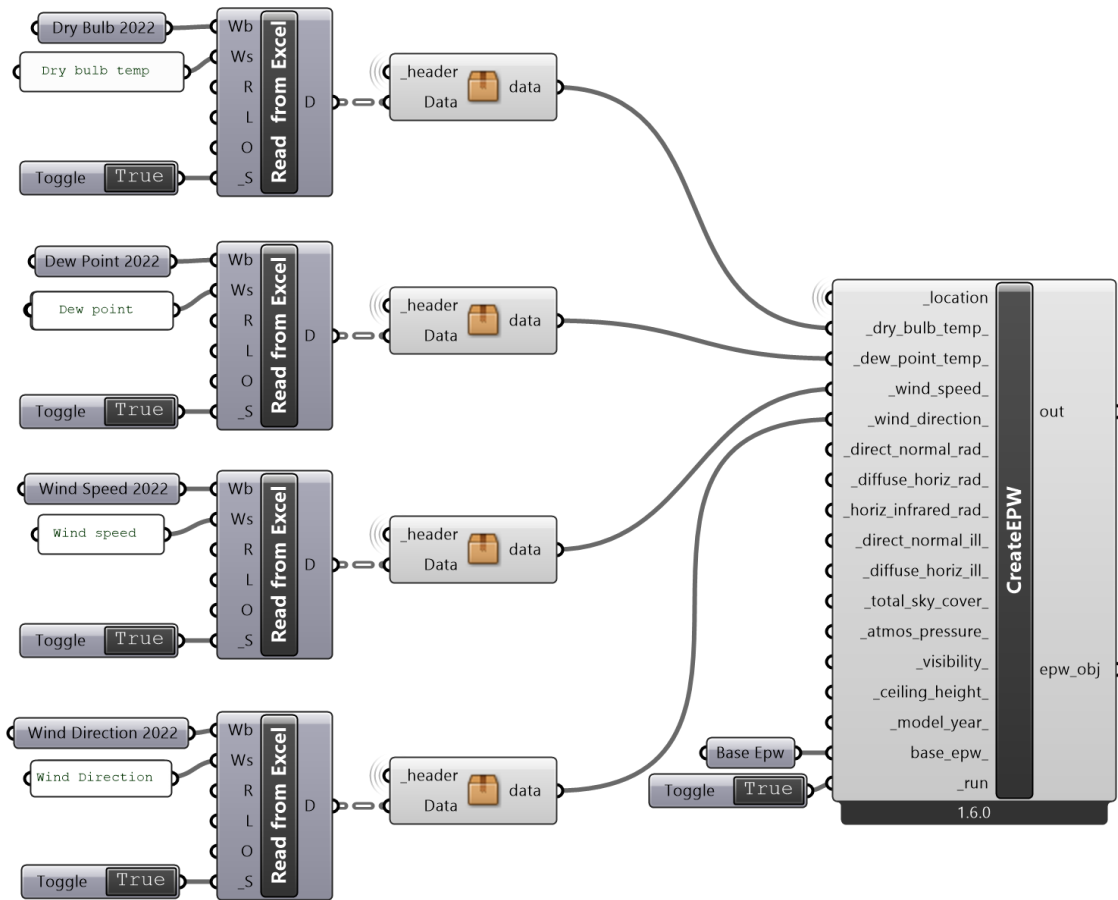 Dry Bulb 2022
Dry bulb temp
Toggle True
Wb
Ws
R
L
O
_S
Read from Excel
D
_header
Data
data
Dew Point 2022
Dew point
Toggle True
Wb
Ws
R
L
O
_S
Read from Excel
D
_header
Data
data
Wind Speed 2022
Wind speed
Toggle True
Wb
Ws
R
L
O
_S
Read from Excel
D
_header
Data
data
Wind Direction 2022
Wind Direction
Toggle True
Wb
Ws
R
L
O
_S
Read from Excel
D
_header
Data
data
Base Epw
Toggle True
_location
_dry_bulb_temp_
_dew_point_temp_
_wind_speed_
_wind_direction_
_direct_normal_rad_
_diffuse_horiz_rad_
_horiz_infrared_rad_
_direct_normal_ill_
_diffuse_horiz_ill_
_total_sky_cover_
_atmos_pressure_
_visibility_
_ceiling_height_
_model_year_
base_epw_
_run
CreateEPW
out
epw_obj
1.6.0